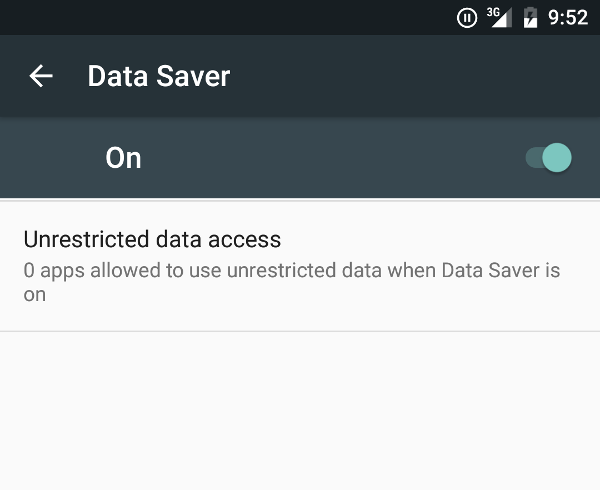 3G 9:52
Data Saver
On
Unrestricted data access
0 apps allowed to use unrestricted data when Data Saver is
on